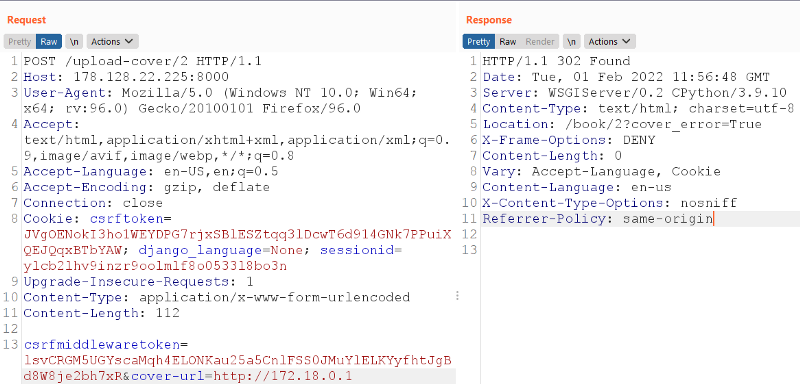 Request
Pretty Raw \n Actions
1 POST /upload-cover/2 HTTP/1.1
2 Host: 178.128.22.225:8000
3 User-Agent: Mozilla/5.0 (Windows NT 10.0; Win64;
x64; rv:96.0) Gecko/20100101 Firefox/96.0
4 Accept:
text/html,application/xhtml+xml,application/xml;q=0.
9,image/avif,image/webp,*/*;q=0.8
5 Accept-Language: en-US,en;q=0.5
6 Accept-Encoding: gzip, deflate
7 Connection: close
8 Cookie: csrftoken=
JVgOENokI3ho1WEYDPG7rjxSBlESZtqq3lDcwT6d914GNk7PPuiX
QEJQqxBTbYAW; django_language=None; sessionid=
ylcb2lhv9inzr9oolmlf8o053318bo3n
9 Upgrade-Insecure-Requests: 1
10 Content-Type: application/x-www-form-urlencoded
11 Content-Length: 112
12
13 csrfmiddlewaretoken=
lsvCRGM5UGYscaMqh4ELONKau25a5CnlFSS0JMuYlELKYyfhtJgB
d8W8je2bh7xR&cover-url=http://172.18.0.1
Response
Pretty Raw Render \n Actions
1 HTTP/1.1 302 Found
2 Date: Tue, 01 Feb 2022 11:56:48 GMT
3 Server: WSGIServer/0.2 CPython/3.9.10
4 Content-Type: text/html; charset=utf-8
5 Location: /book/2?cover_error=True
6 X-Frame-Options: DENY
7 Content-Length: 0
8 Vary: Accept-Language, Cookie
9 Content-Language: en-us
10 X-Content-Type-Options: nosniff
11 Referrer-Policy: same-origin
12
13